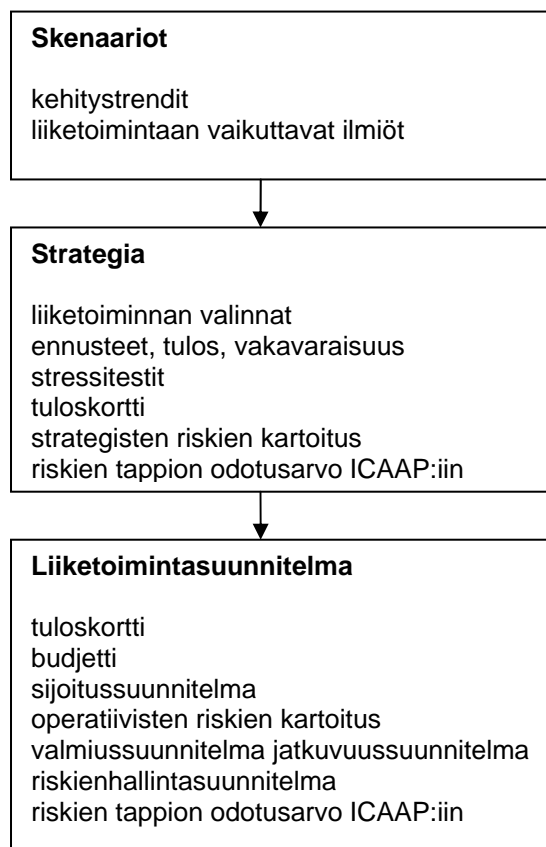 Skenaariot
kehitystrendit
liiketoimintaan vaikuttavat ilmiöt
Strategia
liiketoiminnan valinnat
ennusteet, tulos, vakavaraisuus
stressitestit
tuloskortti
strategisten riskien kartoitus
riskien tappion odotusarvo ICAAP:iin
Liiketoimintasuunnitelma
tuloskortti
budjetti
sijoitussuunnitelma
operatiivisten riskien kartoitus
valmiussuunnitelma jatkuvuussuunnitelma
riskienhallintasuunnitelma
riskien tappion odotusarvo ICAAP:iin